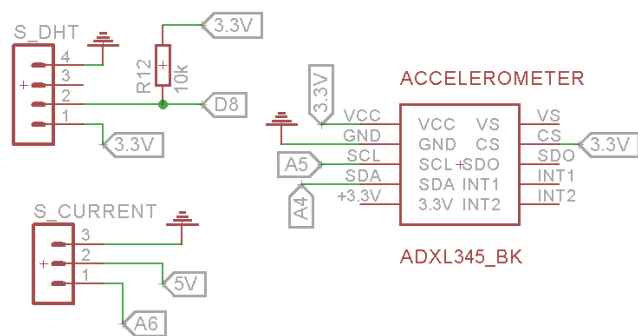 S_DHT
4
3
2
1
3.3V
R12
10k
D8
3.3V
ACCELEROMETER
3.3V
VCC VCC VS VS
GND GND CS CS 3.3V
A5 SCL SCL SDO SDO
A4 SDA SDA INT1 INT1
+3.3V 3.3V INT2 INT2
ADXL345_BK
S_CURRENT
3
2
1
5V
A6